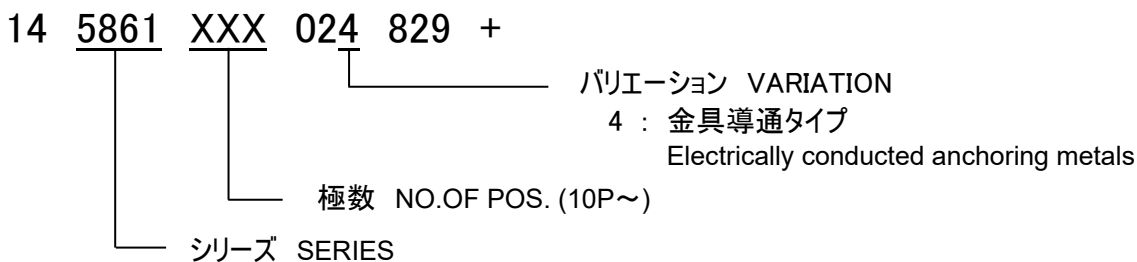 14 5861 XXX 024 829 +
バリエーション VARIATION
4 : 金具導通タイプ
Electrically conducted anchoring metals
極数 NO.OF POS. (10P～)
シリーズ SERIES